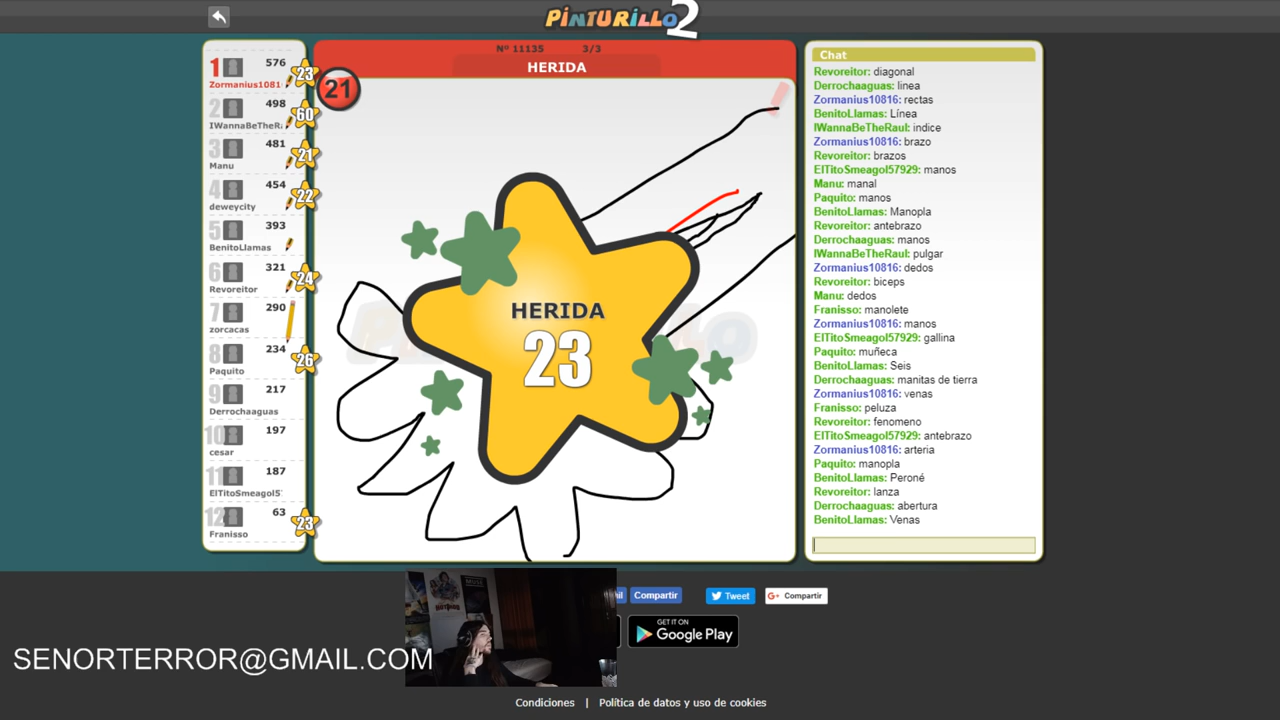 PINTURILLO 2
Nº 11135 3/3
HERIDA
21
1 576
Zormanius1081
23
2 498
IWannaBeTheRa
60
3 481
Manu
21
4 454
deweycity
22
5 393
BenitoLlamas
6 321
Revoreitor
24
7 290
zorcacas
8 234
Paquito
26
9 217
Derrochaaguas
10 197
cesar
11 187
ElTitoSmeagol5
12 63
Franisso
23
HERIDA
23
Chat
Revoreitor: diagonal
Derrochaaguas: linea
Zormanius10816: rectas
BenitoLlamas: Línea
IWannaBeTheRaul: indice
Zormanius10816: brazo
Revoreitor: brazos
ElTitoSmeagol57929: manos
Manu: manal
Paquito: manos
BenitoLlamas: Manopla
Revoreitor: antebrazo
Derrochaaguas: manos
IWannaBeTheRaul: pulgar
Zormanius10816: dedos
Revoreitor: biceps
Manu: dedos
Franisso: manolete
Zormanius10816: manos
ElTitoSmeagol57929: gallina
Paquito: muñeca
BenitoLlamas: Seis
Derrochaaguas: manitas de tierra
Zormanius10816: venas
Franisso: peluza
Revoreitor: fenomeno
ElTitoSmeagol57929: antebrazo
Zormanius10816: arteria
Paquito: manopla
BenitoLlamas: Peroné
Revoreitor: lanza
Derrochaaguas: abertura
BenitoLlamas: Venas
Compartir
Tweet
G+ Compartir
GET IT ON
Google Play
SENORTERROR@GMAIL.COM
Condiciones | Política de datos y uso de cookies